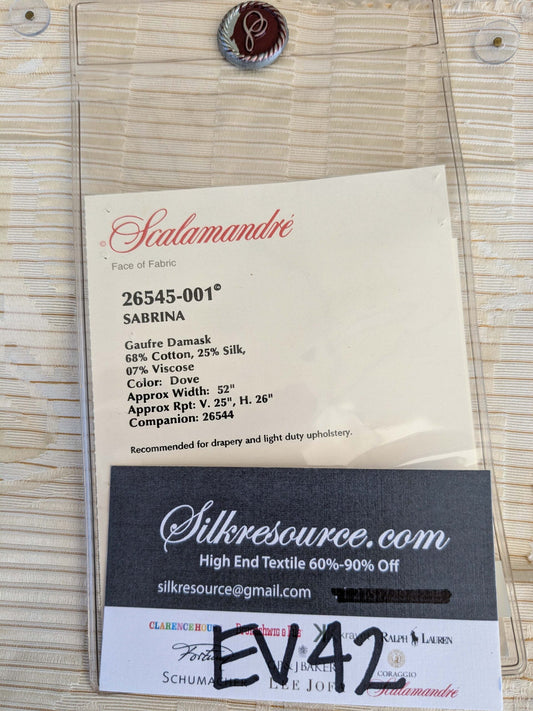 © Scalamandré
Face of Fabric
26545-001©
SABRINA
Gaufre Damask
68% Cotton, 25% Silk,
07% Viscose
Color: Dove
Approx Width: 52"
Approx Rpt: V. 25", H. 26"
Companion: 26544
Recommended for drapery and light duty upholstery.
Silkresource.com
High End Textile 60%-90% Off
silkresource@gmail.com
CLARENCE HOUSE
RALPH LAUREN
SCHUMACHER
LEE JOFA
CORAGGIO
Scalamandré
EV42